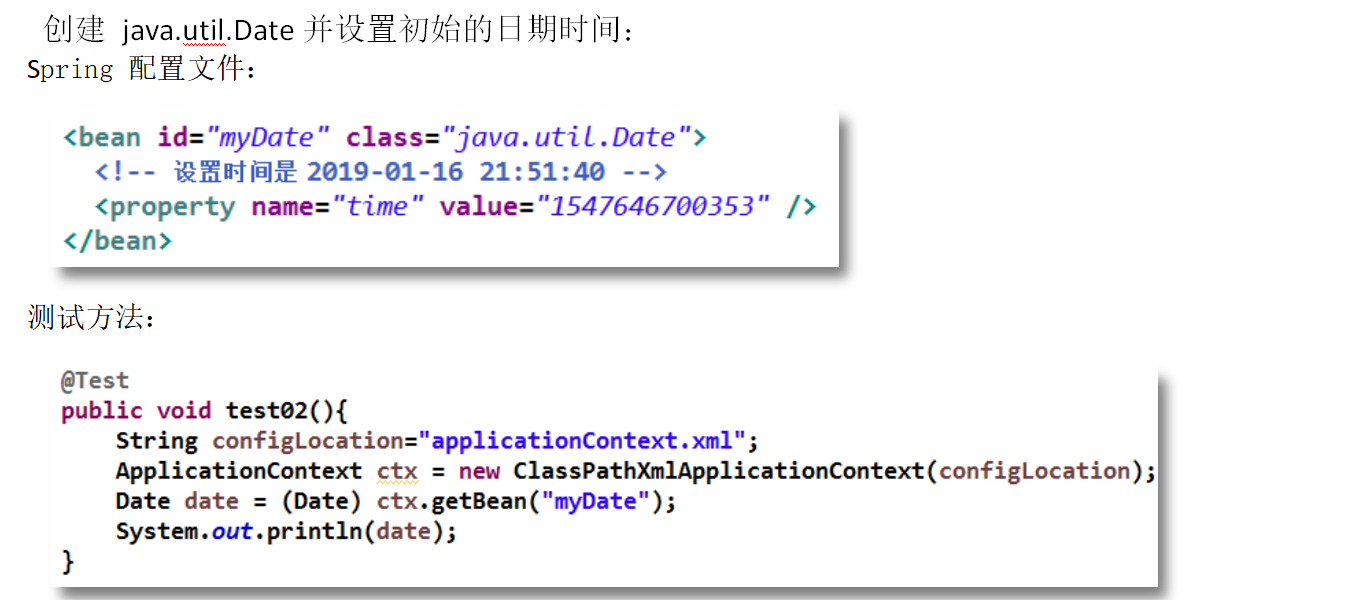 创建 java.util.Date 并设置初始的日期时间：
Spring 配置文件：
<bean id="myDate" class="java.util.Date">
<!-- 设置时间是 2019-01-16 21:51:40 -->
<property name="time" value="1547646700353" />
</bean>
测试方法：
@Test
public void test02(){
String configLocation="applicationContext.xml";
ApplicationContext ctx = new ClassPathXmlApplicationContext(configLocation);
Date date = (Date) ctx.getBean("myDate");
System.out.println(date);
}